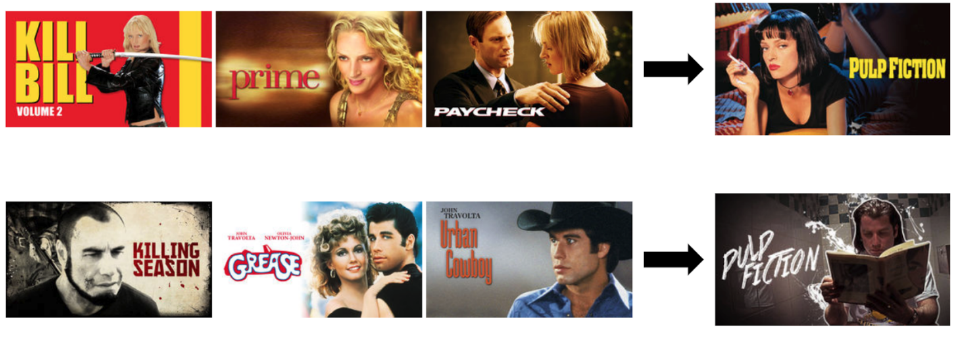 KILL
BILL
VOLUME 2
prime
PAYCHECK
PULP FICTION
KILLING
SEASON
JOHN
TRAVOLTA
OLIVIA
NEWTON-JOHN
GREASE
JOHN
TRAVOLTA
Urban
Cowboy
PULP
FICTION